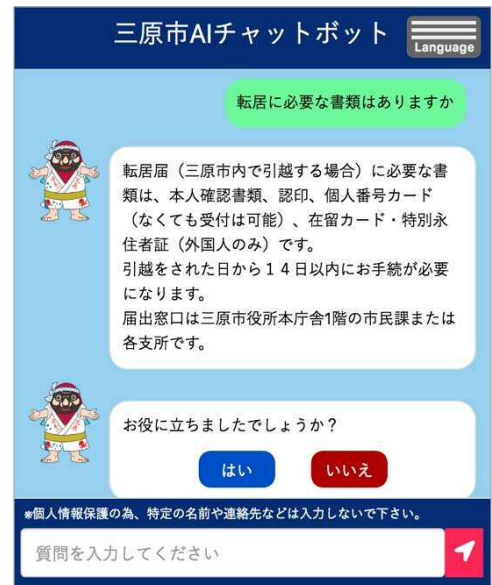 三原市AIチャットボット
Language
転居に必要な書類はありますか
転居届（三原市内で引越する場合）に必要な書
類は、本人確認書類、認印、個人番号カード
（なくても受付は可能）、在留カード・特別永
住者証（外国人のみ）です。
引越をされた日から１４日以内にお手続が必要
になります。
届出窓口は三原市役所本庁舎1階の市民課または
各支所です。
お役に立ちましたでしょうか？
はい
いいえ
※個人情報保護の為、特定の名前や連絡先などは入力しないで下さい。
質問を入力してください